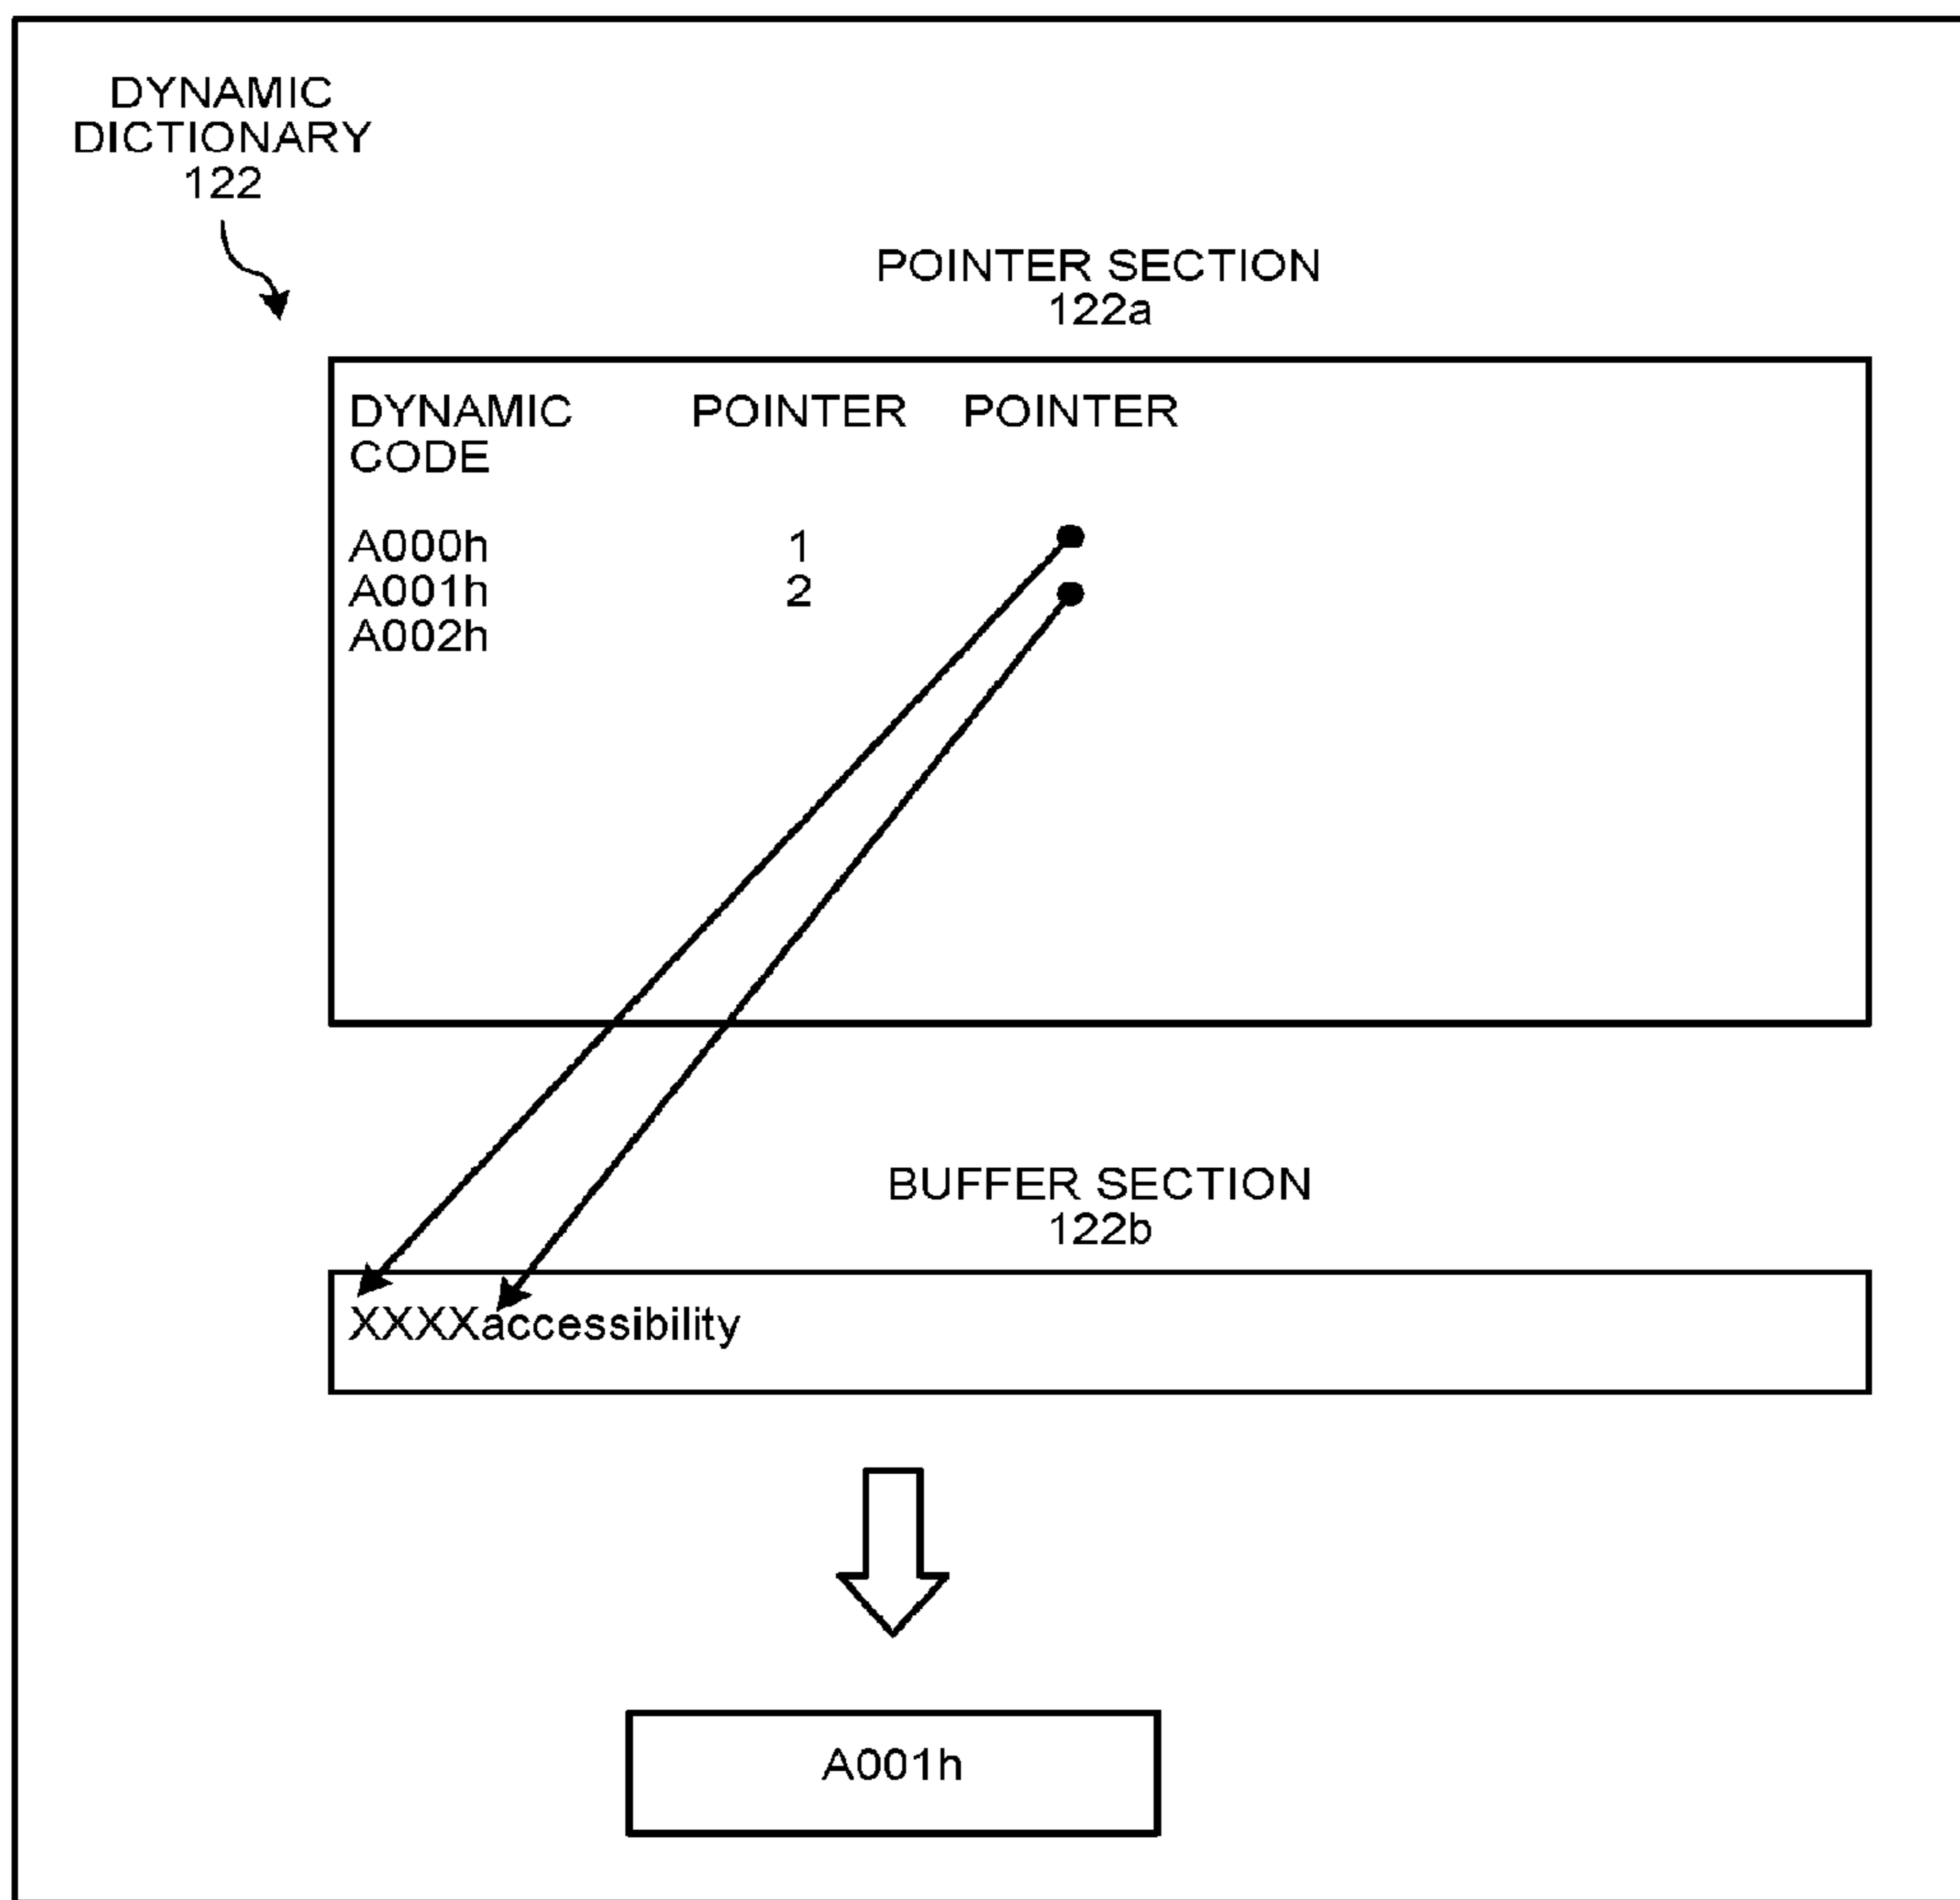 DYNAMIC
DICTIONARY
122
POINTER SECTION
122a
DYNAMIC CODE POINTER POINTER
A000h 1
A001h 2
A002h
BUFFER SECTION
122b
XXXXaccessibility
A001h